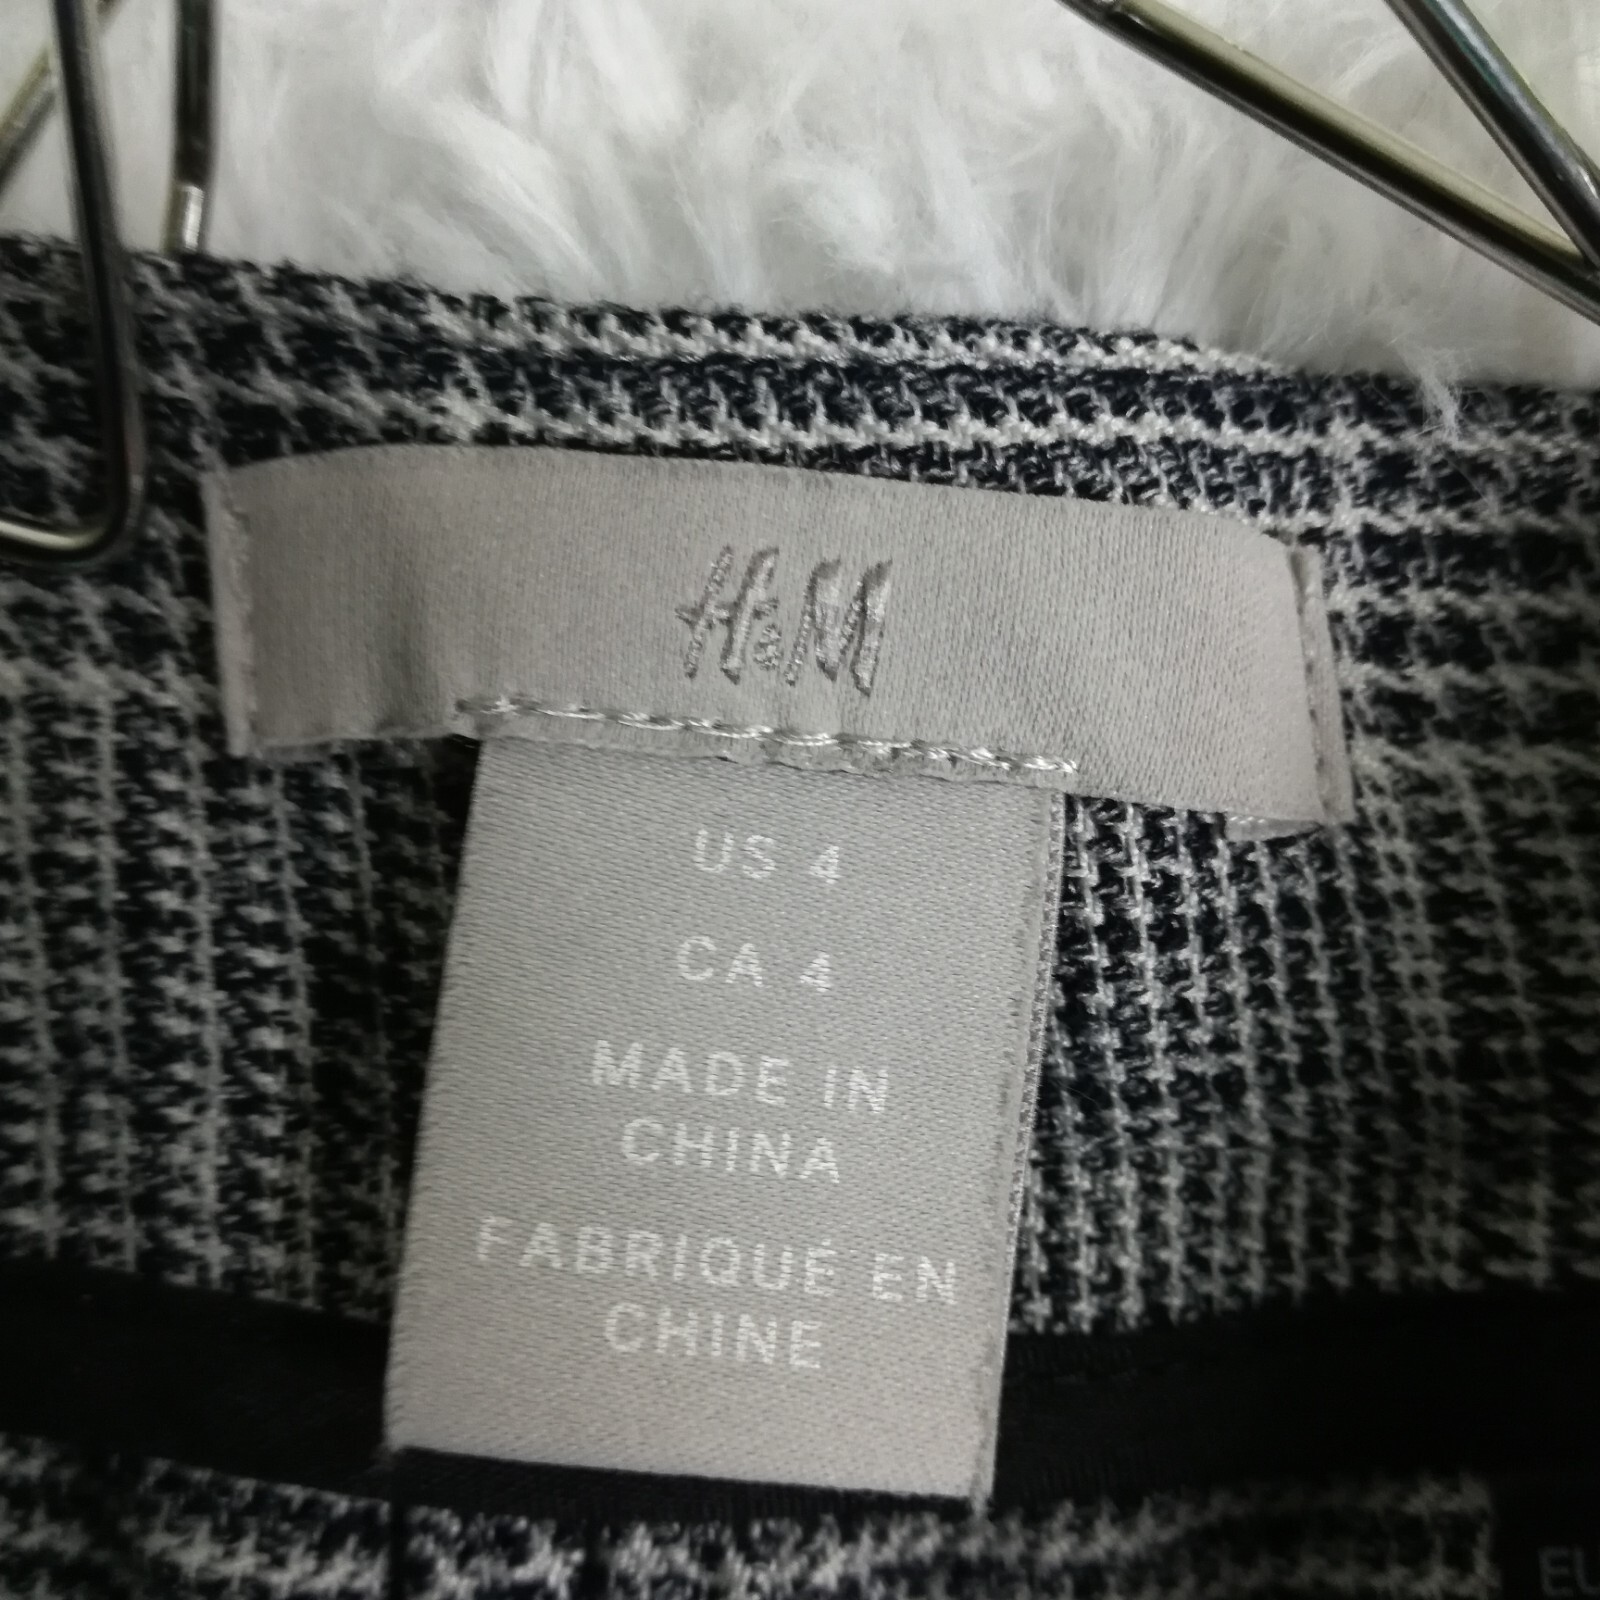 H&M
US 4
CA 4
MADE IN
CHINA
FABRIQUÉ EN
CHINE